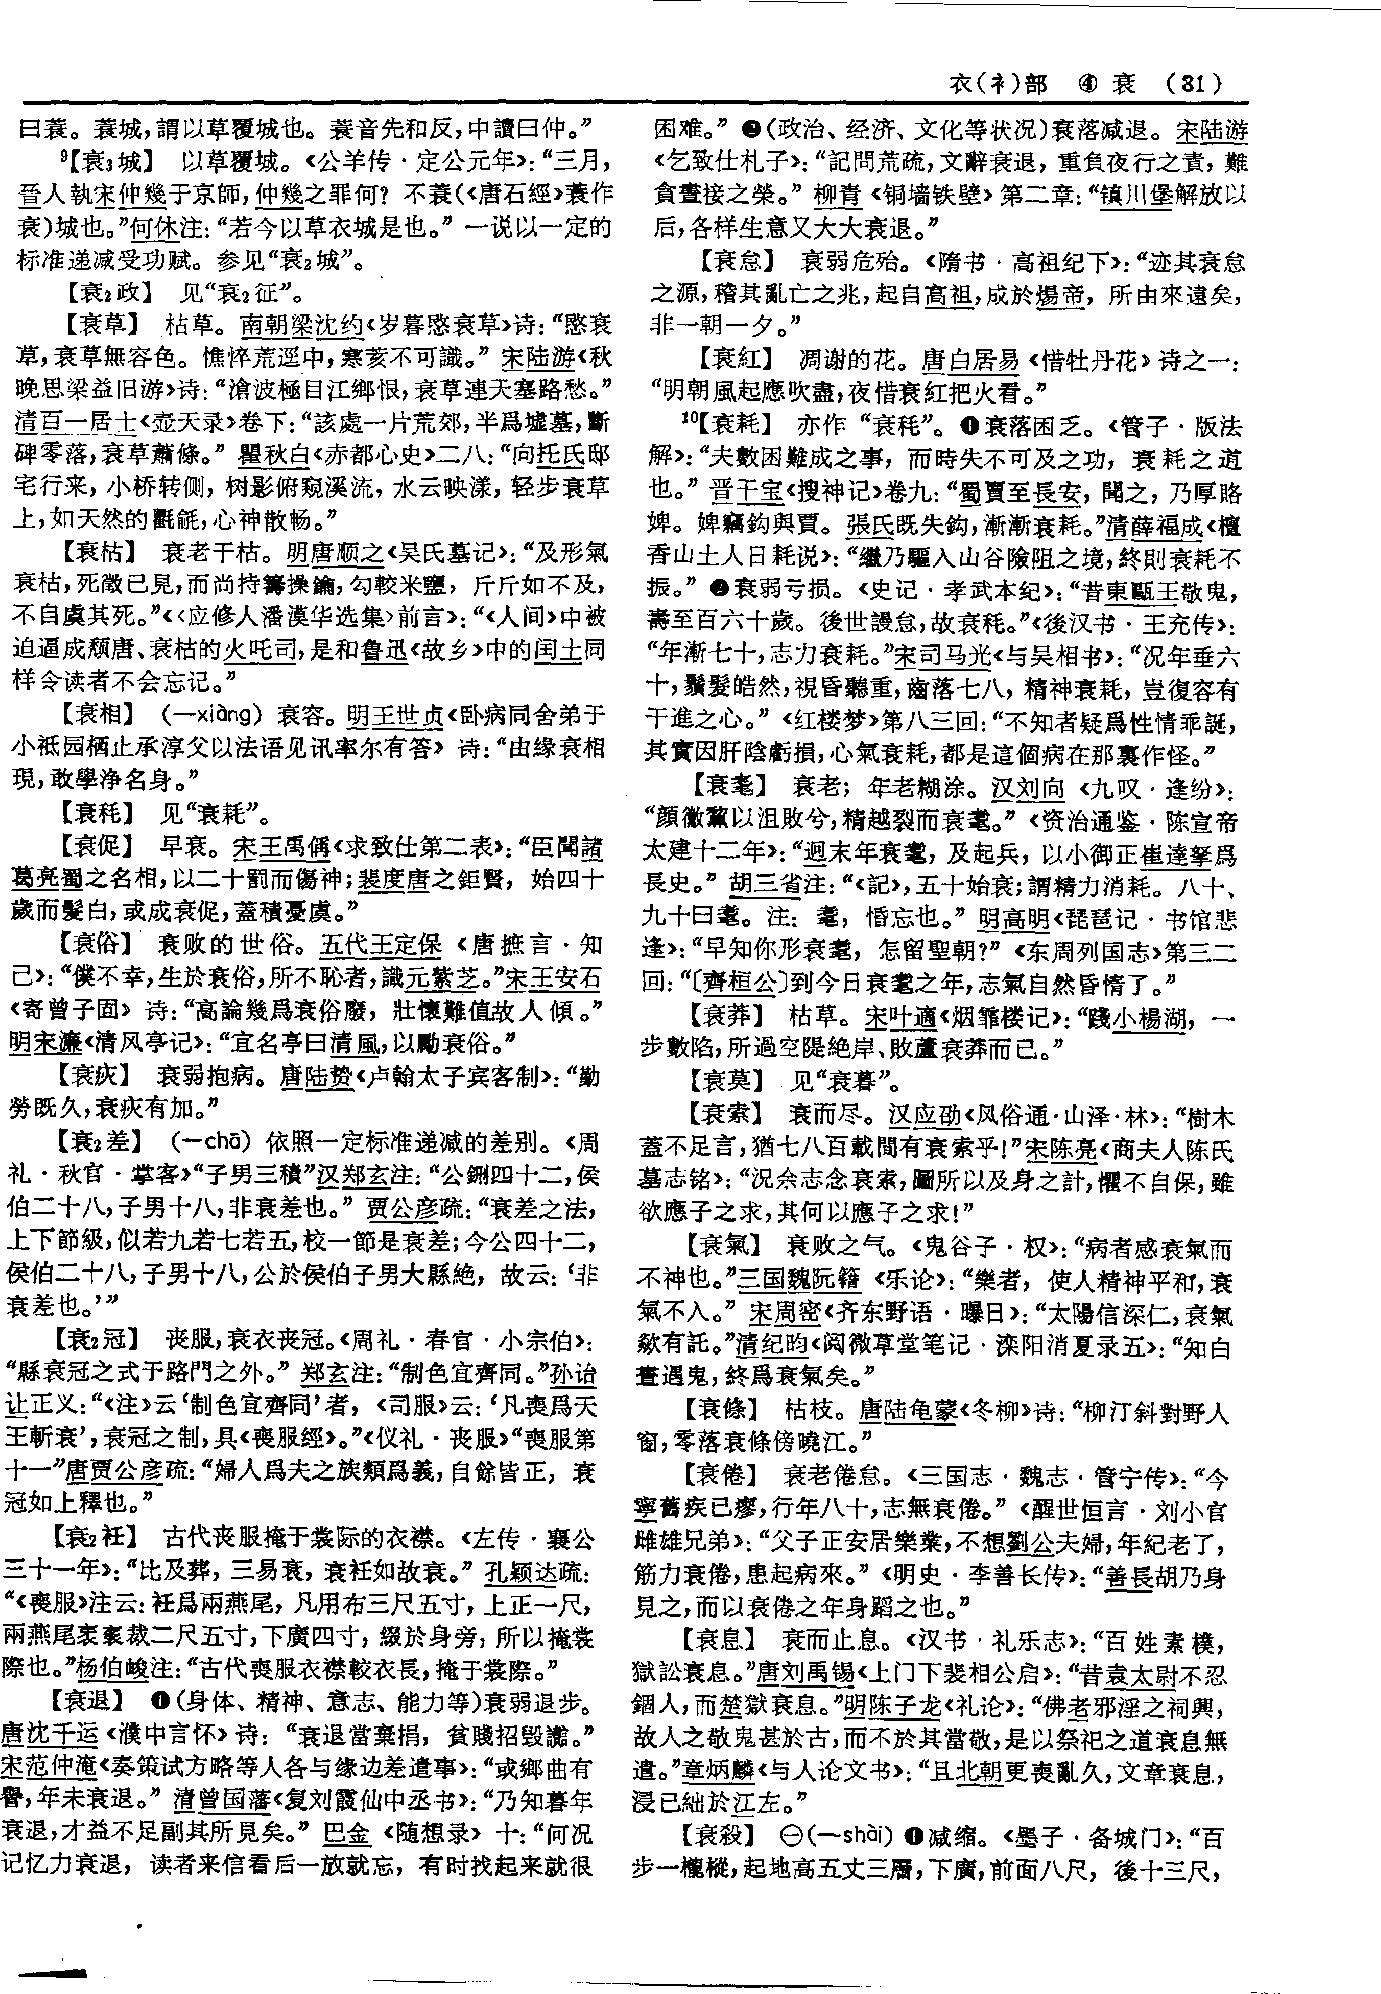 衣(衤)部　④　衰　(31)
曰蓑。蓑城，謂以草覆城也。蓑音先和反，中讀曰仲。”
⁹【衰₃城】　以草覆城。《公羊传·定公元年》：“三月，
晉人執宋仲幾于京師，仲幾之罪何？不蓑(《唐石經》蓑作
衰)城也。”何休注：“若今以草衣城是也。”一说以一定的
标准递减受功赋。参见“衰₂城”。
【衰₂政】　见“衰₂征”。
【衰草】　枯草。南朝梁沈约《岁暮愍衰草》诗：“愍衰
草，衰草無容色。憔悴荒逕中，寒荄不可識。”宋陆游《秋
晚思梁益旧游》诗：“滄波極目江鄉恨，衰草連天塞路愁。”
清百一居士《壶天录》卷下：“該處一片荒郊，半爲墟墓，斷
碑零落，衰草蕭條。”瞿秋白《赤都心史》二八：“向托氏邸
宅行来，小桥转侧，树影俯窥溪流，水云映漾，轻步衰草
上，如天然的氍毹，心神散畅。”
【衰枯】　衰老干枯。明唐顺之《吴氏墓记》：“及形氣
衰枯，死徵已見，而尚持籌操鑰，勾較米鹽，斤斤如不及，
不自虞其死。”《〈应修人潘漠华选集〉前言》：“《人间》中被
迫逼成颓唐、衰枯的火吒司，是和鲁迅《故乡》中的闰土同
样令读者不会忘记。”
【衰相】　(—xiàng)　衰容。明王世贞《卧病同舍弟于
小祗园栖止承淳父以法语见讯率尔有答》诗：“由缘衰相
現，敢學净名身。”
【衰秏】　见“衰耗”。
【衰促】　早衰。宋王禹偁《求致仕第二表》：“臣聞諸
葛亮蜀之名相，以二十罰而傷神；裴度唐之鉅賢，始四十
歲而髮白，或成衰促，蓋積憂虞。”
【衰俗】　衰败的世俗。五代王定保《唐摭言·知
己》：“僕不幸，生於衰俗，所不恥者，識元紫芝。”宋王安石
《寄曾子固》诗：“高論幾爲衰俗廢，壯懷難值故人傾。”
明宋濂《清风亭记》：“宜名亭曰清風，以勵衰俗。”
【衰疚】　衰弱抱病。唐陆贽《卢翰太子宾客制》：“勤
勞既久，衰疚有加。”
【衰₂差】　(—chā)　依照一定标准递减的差别。《周
礼·秋官·掌客》“子男三積”汉郑玄注：“公鉶四十二，侯
伯二十八，子男十八，非衰差也。”贾公彦疏：“衰差之法，
上下節級，似若九若七若五，校一節是衰差；今公四十二，
侯伯二十八，子男十八，公於侯伯子男大縣絶，故云：‘非
衰差也。’”
【衰₂冠】　丧服，衰衣丧冠。《周礼·春官·小宗伯》：
“縣衰冠之式于路門之外。”郑玄注：“制色宜齊同。”孙诒
让正义：“《注》云‘制色宜齊同’者，《司服》云：‘凡喪爲天
王斬衰’，衰冠之制，具《喪服經》。”《仪礼·丧服》“喪服第
十一”唐贾公彦疏：“婦人爲夫之族類爲義，自餘皆正，衰
冠如上釋也。”
【衰₂衽】　古代丧服掩于裳际的衣襟。《左传·襄公
三十一年》：“比及葬，三易衰，衰衽如故衰。”孔颖达疏：
“《喪服》注云：衽爲兩燕尾，凡用布三尺五寸，上正一尺，
兩燕尾衺裁二尺五寸，下廣四寸，綴於身旁，所以掩裳
際也。”杨伯峻注：“古代喪服衣襟較衣長，掩于裳際。”
【衰退】　❶(身体、精神、意志、能力等)衰弱退步。
唐沈千运《濮中言怀》诗：“衰退當棄捐，貧賤招毁讟。”
宋范仲淹《奏策试方略等人各与缘边差遣事》：“或鄉曲有
譽，年未衰退。”清曾国藩《复刘霞仙中丞书》：“乃知暮年
衰退，才益不足副其所見矣。”巴金《随想录》十：“何况
记忆力衰退，读者来信看后一放就忘，有时找起来就很
困难。”❷(政治、经济、文化等状况)衰落减退。宋陆游
《乞致仕札子》：“記問荒疏，文辭衰退，重負夜行之責，難
貪晝接之榮。”柳青《铜墙铁壁》第二章：“镇川堡解放以
后，各样生意又大大衰退。”
【衰怠】　衰弱危殆。《隋书·高祖纪下》：“迹其衰怠
之源，稽其亂亡之兆，起自高祖，成於煬帝，所由來遠矣，
非一朝一夕。”
【衰紅】　凋谢的花。唐白居易《惜牡丹花》诗之一：
“明朝風起應吹盡，夜惜衰紅把火看。”
¹⁰【衰耗】　亦作“衰秏”。❶衰落困乏。《管子·版法
解》：“夫數困難成之事，而時失不可及之功，衰耗之道
也。”晋干宝《搜神记》卷九：“蜀賈至長安，聞之，乃厚賂
婢。婢竊鈎與賈。張氏既失鈎，漸漸衰耗。”清薛福成《檀
香山土人日耗说》：“繼乃驅入山谷險阻之境，終則衰耗不
振。”❷衰弱亏损。《史记·孝武本纪》：“昔東甌王敬鬼，
壽至百六十歲。後世謾怠，故衰秏。”《後汉书·王充传》：
“年漸七十，志力衰耗。”宋司马光《与吴相书》：“况年垂六
十，鬚髮皓然，視昏聽重，齒落七八，精神衰耗，豈復容有
干進之心。”《红楼梦》第八三回：“不知者疑爲性情乖誕，
其實因肝陰虧損，心氣衰耗，都是這個病在那裏作怪。”
【衰耄】　衰老；年老糊涂。汉刘向《九叹·逢纷》：
“顔黴黧以沮敗兮，精越裂而衰耄。”《资治通鉴·陈宣帝
太建十二年》：“迥末年衰耄，及起兵，以小御正崔達拏爲
長史。”胡三省注：“《記》，五十始衰；謂精力消耗。八十、
九十曰耄。注：耄，惛忘也。”明高明《琵琶记·书馆悲
逢》：“早知你形衰耄，怎留聖朝？”《东周列国志》第三二
回：“〔齊桓公〕到今日衰耄之年，志氣自然昏惰了。”
【衰莽】　枯草。宋叶適《烟霏楼记》：“踐小楊湖，一
步數陷，所過空隄絶岸、敗蘆衰莽而已。”
【衰莫】　见“衰暮”。
【衰索】　衰而尽。汉应劭《风俗通·山泽·林》：“樹木
蓋不足言，猶七八百載間有衰索乎！”宋陈亮《商夫人陈氏
墓志铭》：“況余志念衰索，圖所以及身之計，懼不自保，雖
欲應子之求，其何以應子之求！”
【衰氣】　衰败之气。《鬼谷子·权》：“病者感衰氣而
不神也。”三国魏阮籍《乐论》：“樂者，使人精神平和，衰
氣不入。”宋周密《齐东野语·曝日》：“太陽信深仁，衰氣
欻有託。”清纪昀《阅微草堂笔记·滦阳消夏录五》：“知白
晝遇鬼，終爲衰氣矣。”
【衰條】　枯枝。唐陆龟蒙《冬柳》诗：“柳汀斜對野人
窗，零落衰條傍曉江。”
【衰倦】　衰老倦怠。《三国志·魏志·管宁传》：“今
寧舊疾已瘳，行年八十，志無衰倦。”《醒世恒言·刘小官
雌雄兄弟》：“父子正安居樂業，不想劉公夫婦，年紀老了，
筋力衰倦，患起病來。”《明史·李善长传》：“善長胡乃身
見之，而以衰倦之年身蹈之也。”
【衰息】　衰而止息。《汉书·礼乐志》：“百姓素樸，
獄訟衰息。”唐刘禹锡《上门下裴相公启》：“昔袁太尉不忍
錮人，而楚獄衰息。”明陈子龙《礼论》：“佛老邪淫之祠興，
故人之敬鬼甚於古，而不於其當敬，是以祭祀之道衰息無
遺。”章炳麟《与人论文书》：“且北朝更喪亂久，文章衰息，
浸已絀於江左。”
【衰殺】　㊀(—shài)❶减缩。《墨子·备城门》：“百
步一櫳樅，起地高五丈三層，下廣，前面八尺，後十三尺，